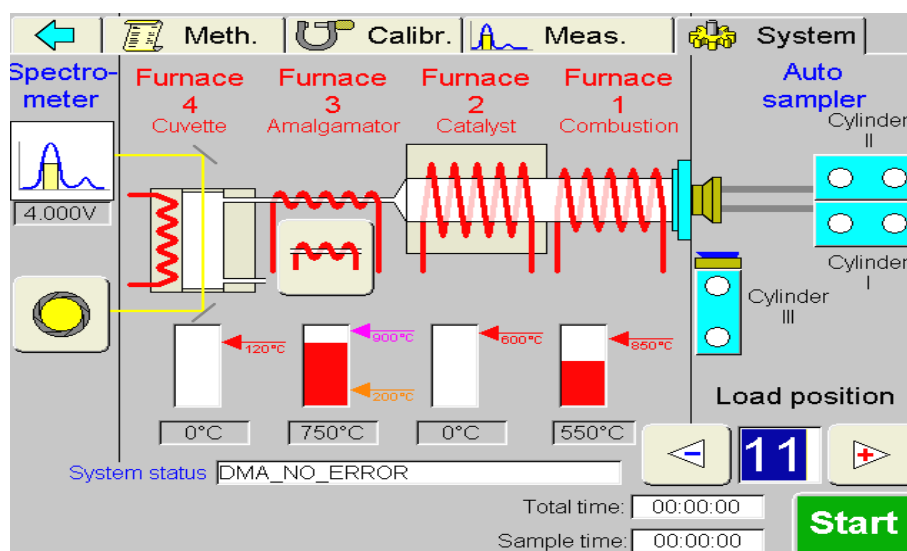 Meth.
Calibr.
Meas.
System
Spectro-
meter
4.000V
Furnace
4
Cuvette
Furnace
3
Amalgamator
Furnace
2
Catalyst
Furnace
1
Combustion
Auto
sampler
Cylinder
II
Cylinder
I
Cylinder
III
120°C
900°C
200°C
600°C
850°C
0°C
750°C
0°C
550°C
Load position
- 11 +
System status DMA_NO_ERROR
Total time: 00:00:00
Sample time: 00:00:00
Start